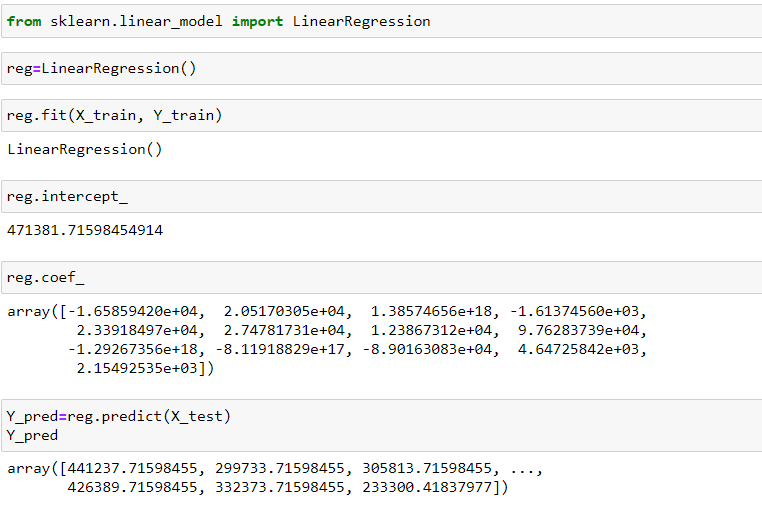 from sklearn.linear_model import LinearRegression
reg=LinearRegression()
reg.fit(X_train, Y_train)
LinearRegression()
reg.intercept_
471381.71598454914
reg.coef_
array([-1.65859420e+04,  2.05170305e+04,  1.38574656e+18, -1.61374560e+03,
        2.33918497e+04,  2.74781731e+04,  1.23867312e+04,  9.76283739e+04,
       -1.29267356e+18, -8.11918829e+17, -8.90163083e+04,  4.64725842e+03,
        2.15492535e+03])
Y_pred=reg.predict(X_test)
Y_pred
array([441237.71598455, 299733.71598455, 305813.71598455, ...,
       426389.71598455, 332373.71598455, 233300.41837977])